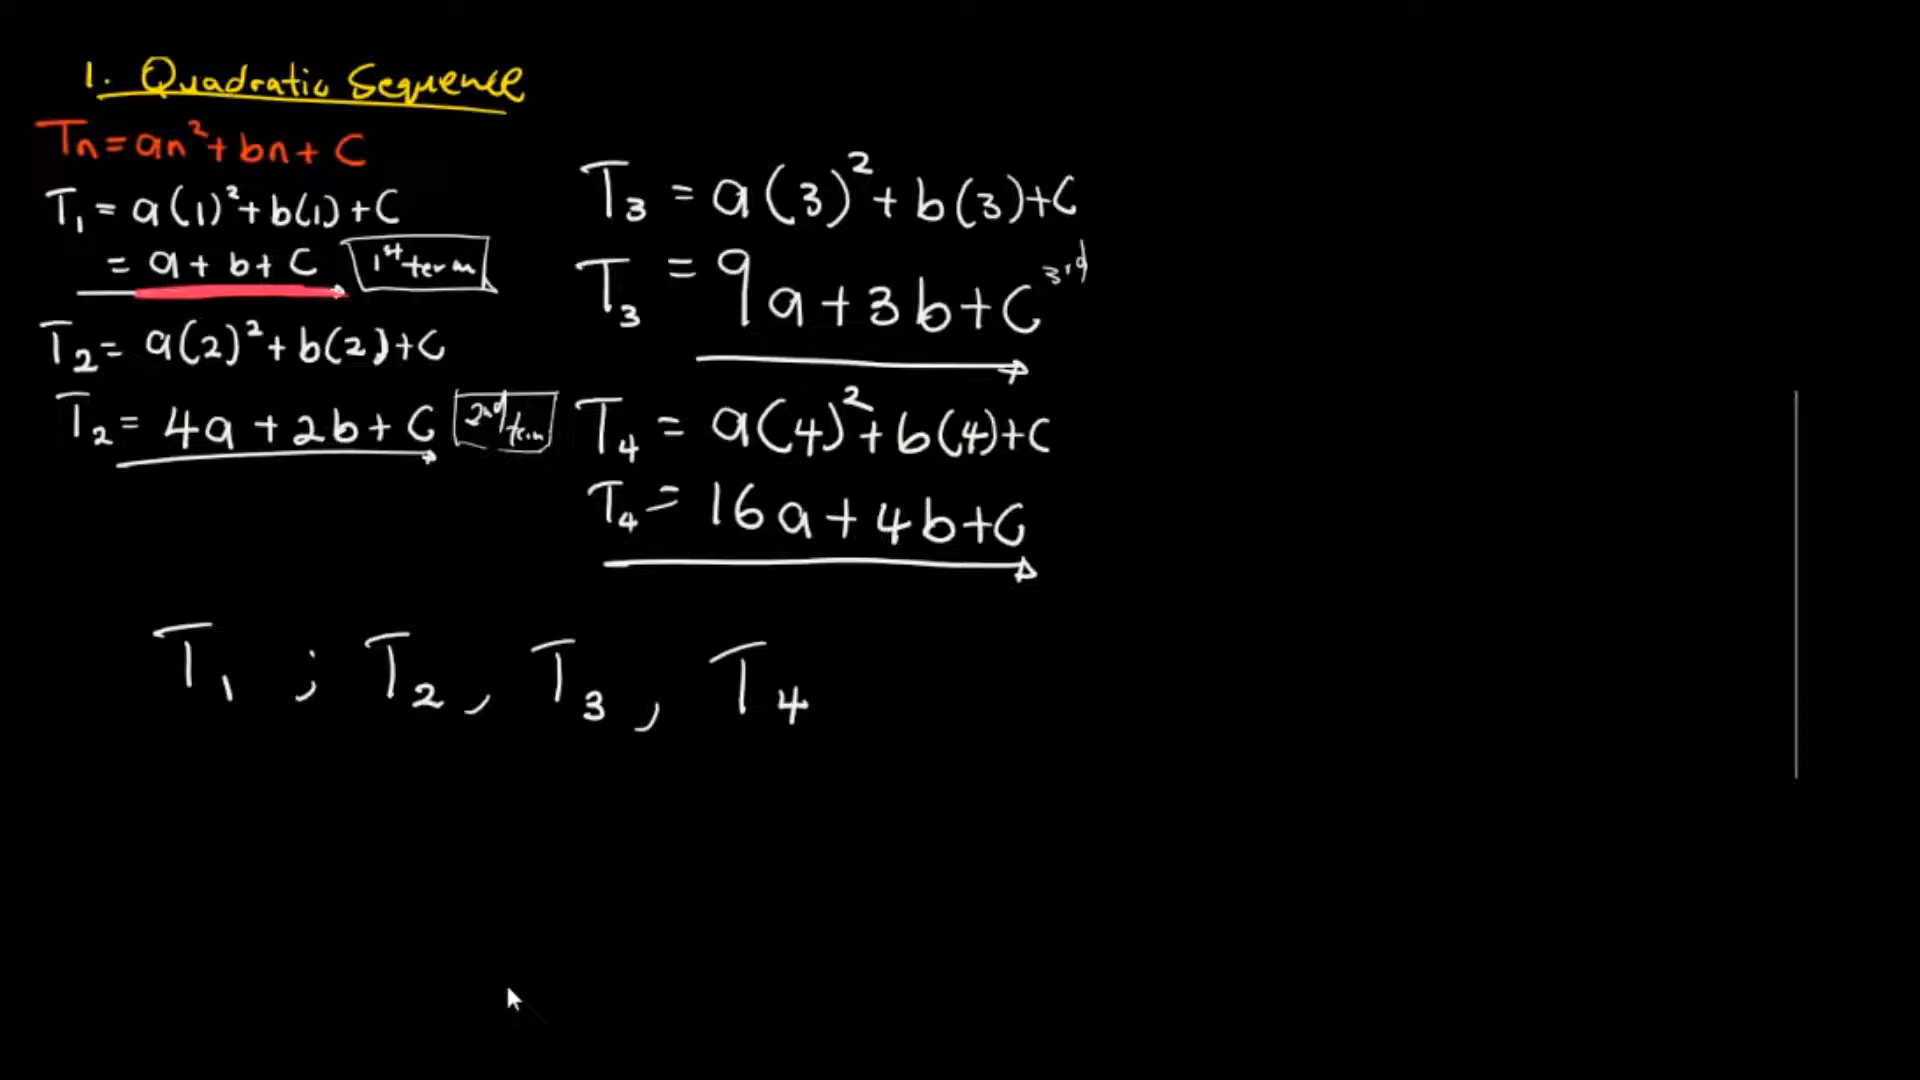 1. Quadratic Sequence
Tn = an² + bn + C
T₁ = a(1)² + b(1) + C
= a + b + C 1st term
T₂ = a(2)² + b(2) + C
T₂ = 4a + 2b + C 2nd term
T₃ = a(3)² + b(3) + C
T₃ = 9a + 3b + C 3rd
T₄ = a(4)² + b(4) + C
T₄ = 16a + 4b + C
T₁ ; T₂ , T₃ , T₄